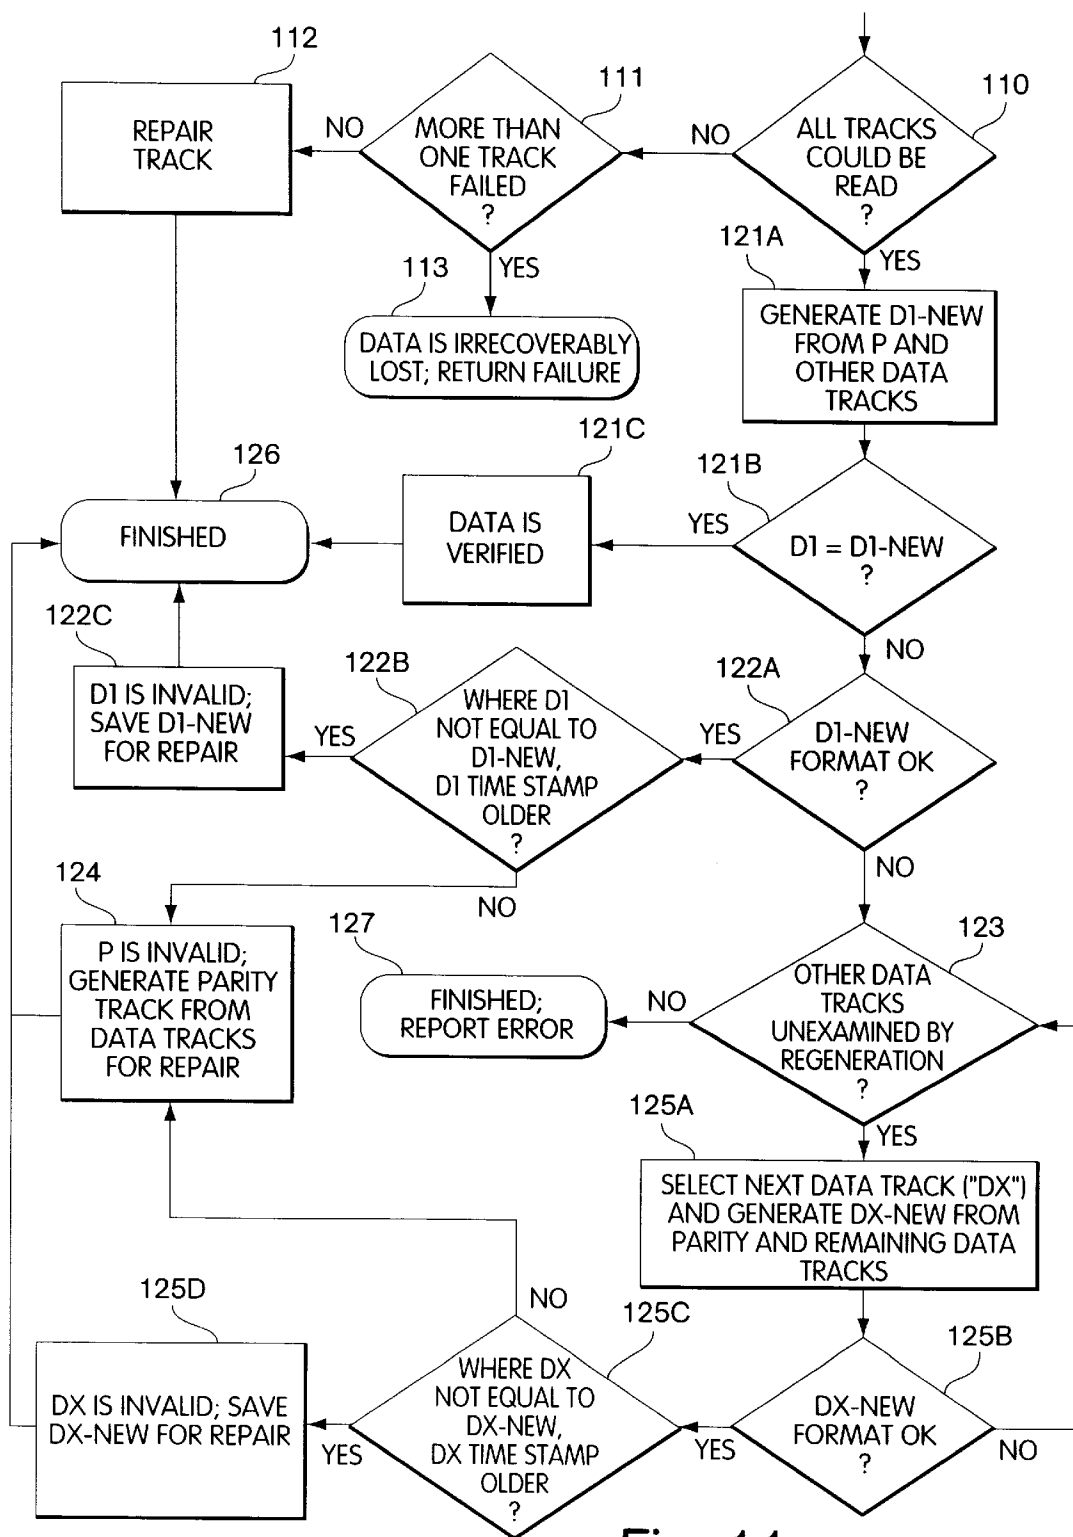 112
REPAIR
TRACK
NO
111
MORE THAN
ONE TRACK
FAILED
?
NO
110
ALL TRACKS
COULD BE
READ
?
YES
113
DATA IS IRRECOVERABLY
LOST; RETURN FAILURE
YES
121A
GENERATE D1-NEW
FROM P AND
OTHER DATA
TRACKS
126
FINISHED
121C
DATA IS
VERIFIED
YES
121B
D1 = D1-NEW
?
NO
122C
D1 IS INVALID;
SAVE D1-NEW
FOR REPAIR
YES
122B
WHERE D1
NOT EQUAL TO
D1-NEW,
D1 TIME STAMP
OLDER
?
NO
YES
122A
D1-NEW
FORMAT OK
?
NO
124
P IS INVALID;
GENERATE PARITY
TRACK FROM
DATA TRACKS
FOR REPAIR
127
FINISHED;
REPORT ERROR
NO
123
OTHER DATA
TRACKS
UNEXAMINED BY
REGENERATION
?
YES
125A
SELECT NEXT DATA TRACK ("DX")
AND GENERATE DX-NEW FROM
PARITY AND REMAINING DATA
TRACKS
125D
DX IS INVALID; SAVE
DX-NEW FOR REPAIR
YES
NO
125C
WHERE DX
NOT EQUAL TO
DX-NEW,
DX TIME STAMP
OLDER
?
YES
125B
DX-NEW
FORMAT OK
?
NO